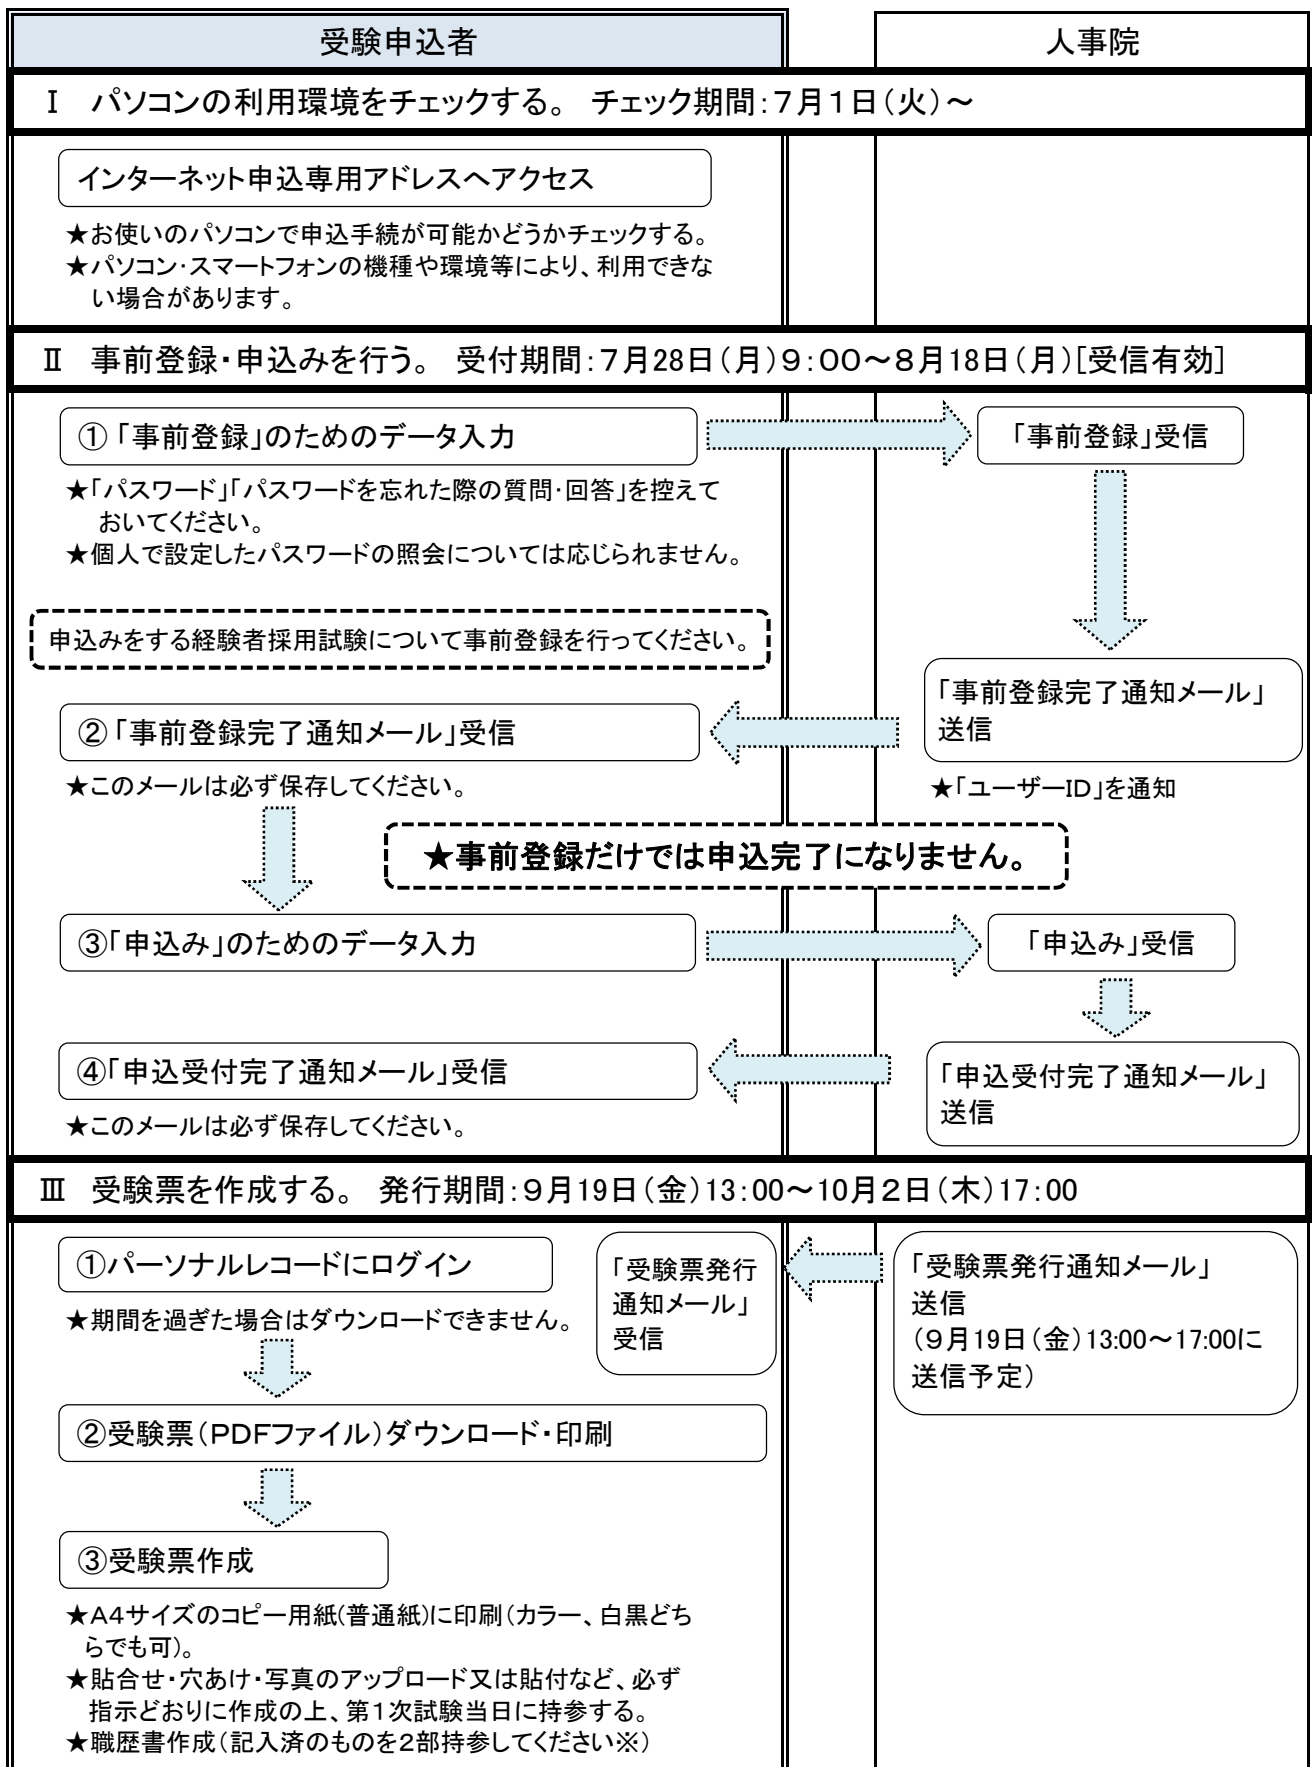 受験申込者
人事院
Ⅰ　パソコンの利用環境をチェックする。　チェック期間：７月１日（火）～
インターネット申込専用アドレスへアクセス
★お使いのパソコンで申込手続が可能かどうかチェックする。
★パソコン・スマートフォンの機種や環境等により、利用できな
い場合があります。
Ⅱ　事前登録・申込みを行う。　受付期間：７月28日（月）９：００～８月18日（月）[受信有効]
①「事前登録」のためのデータ入力
「事前登録」受信
★「パスワード」「パスワードを忘れた際の質問・回答」を控えて
おいてください。
★個人で設定したパスワードの照会については応じられません。
申込みをする経験者採用試験について事前登録を行ってください。
「事前登録完了通知メール」
送信
②「事前登録完了通知メール」受信
★このメールは必ず保存してください。
★「ユーザーID」を通知
★事前登録だけでは申込完了になりません。
③「申込み」のためのデータ入力
「申込み」受信
④「申込受付完了通知メール」受信
「申込受付完了通知メール」
送信
★このメールは必ず保存してください。
Ⅲ　受験票を作成する。　発行期間：９月19日（金）13:00～10月２日（木）17:00
①パーソナルレコードにログイン
★期間を過ぎた場合はダウンロードできません。
「受験票発行
通知メール」
受信
「受験票発行通知メール」
送信
（９月19日（金）13:00～17:00に
送信予定）
②受験票（PDFファイル）ダウンロード・印刷
③受験票作成
★Ａ４サイズのコピー用紙(普通紙)に印刷（カラー、白黒どち
らでも可）。
★貼合せ・穴あけ・写真のアップロード又は貼付など、必ず
指示どおりに作成の上、第１次試験当日に持参する。
★職歴書作成（記入済のものを２部持参してください※）